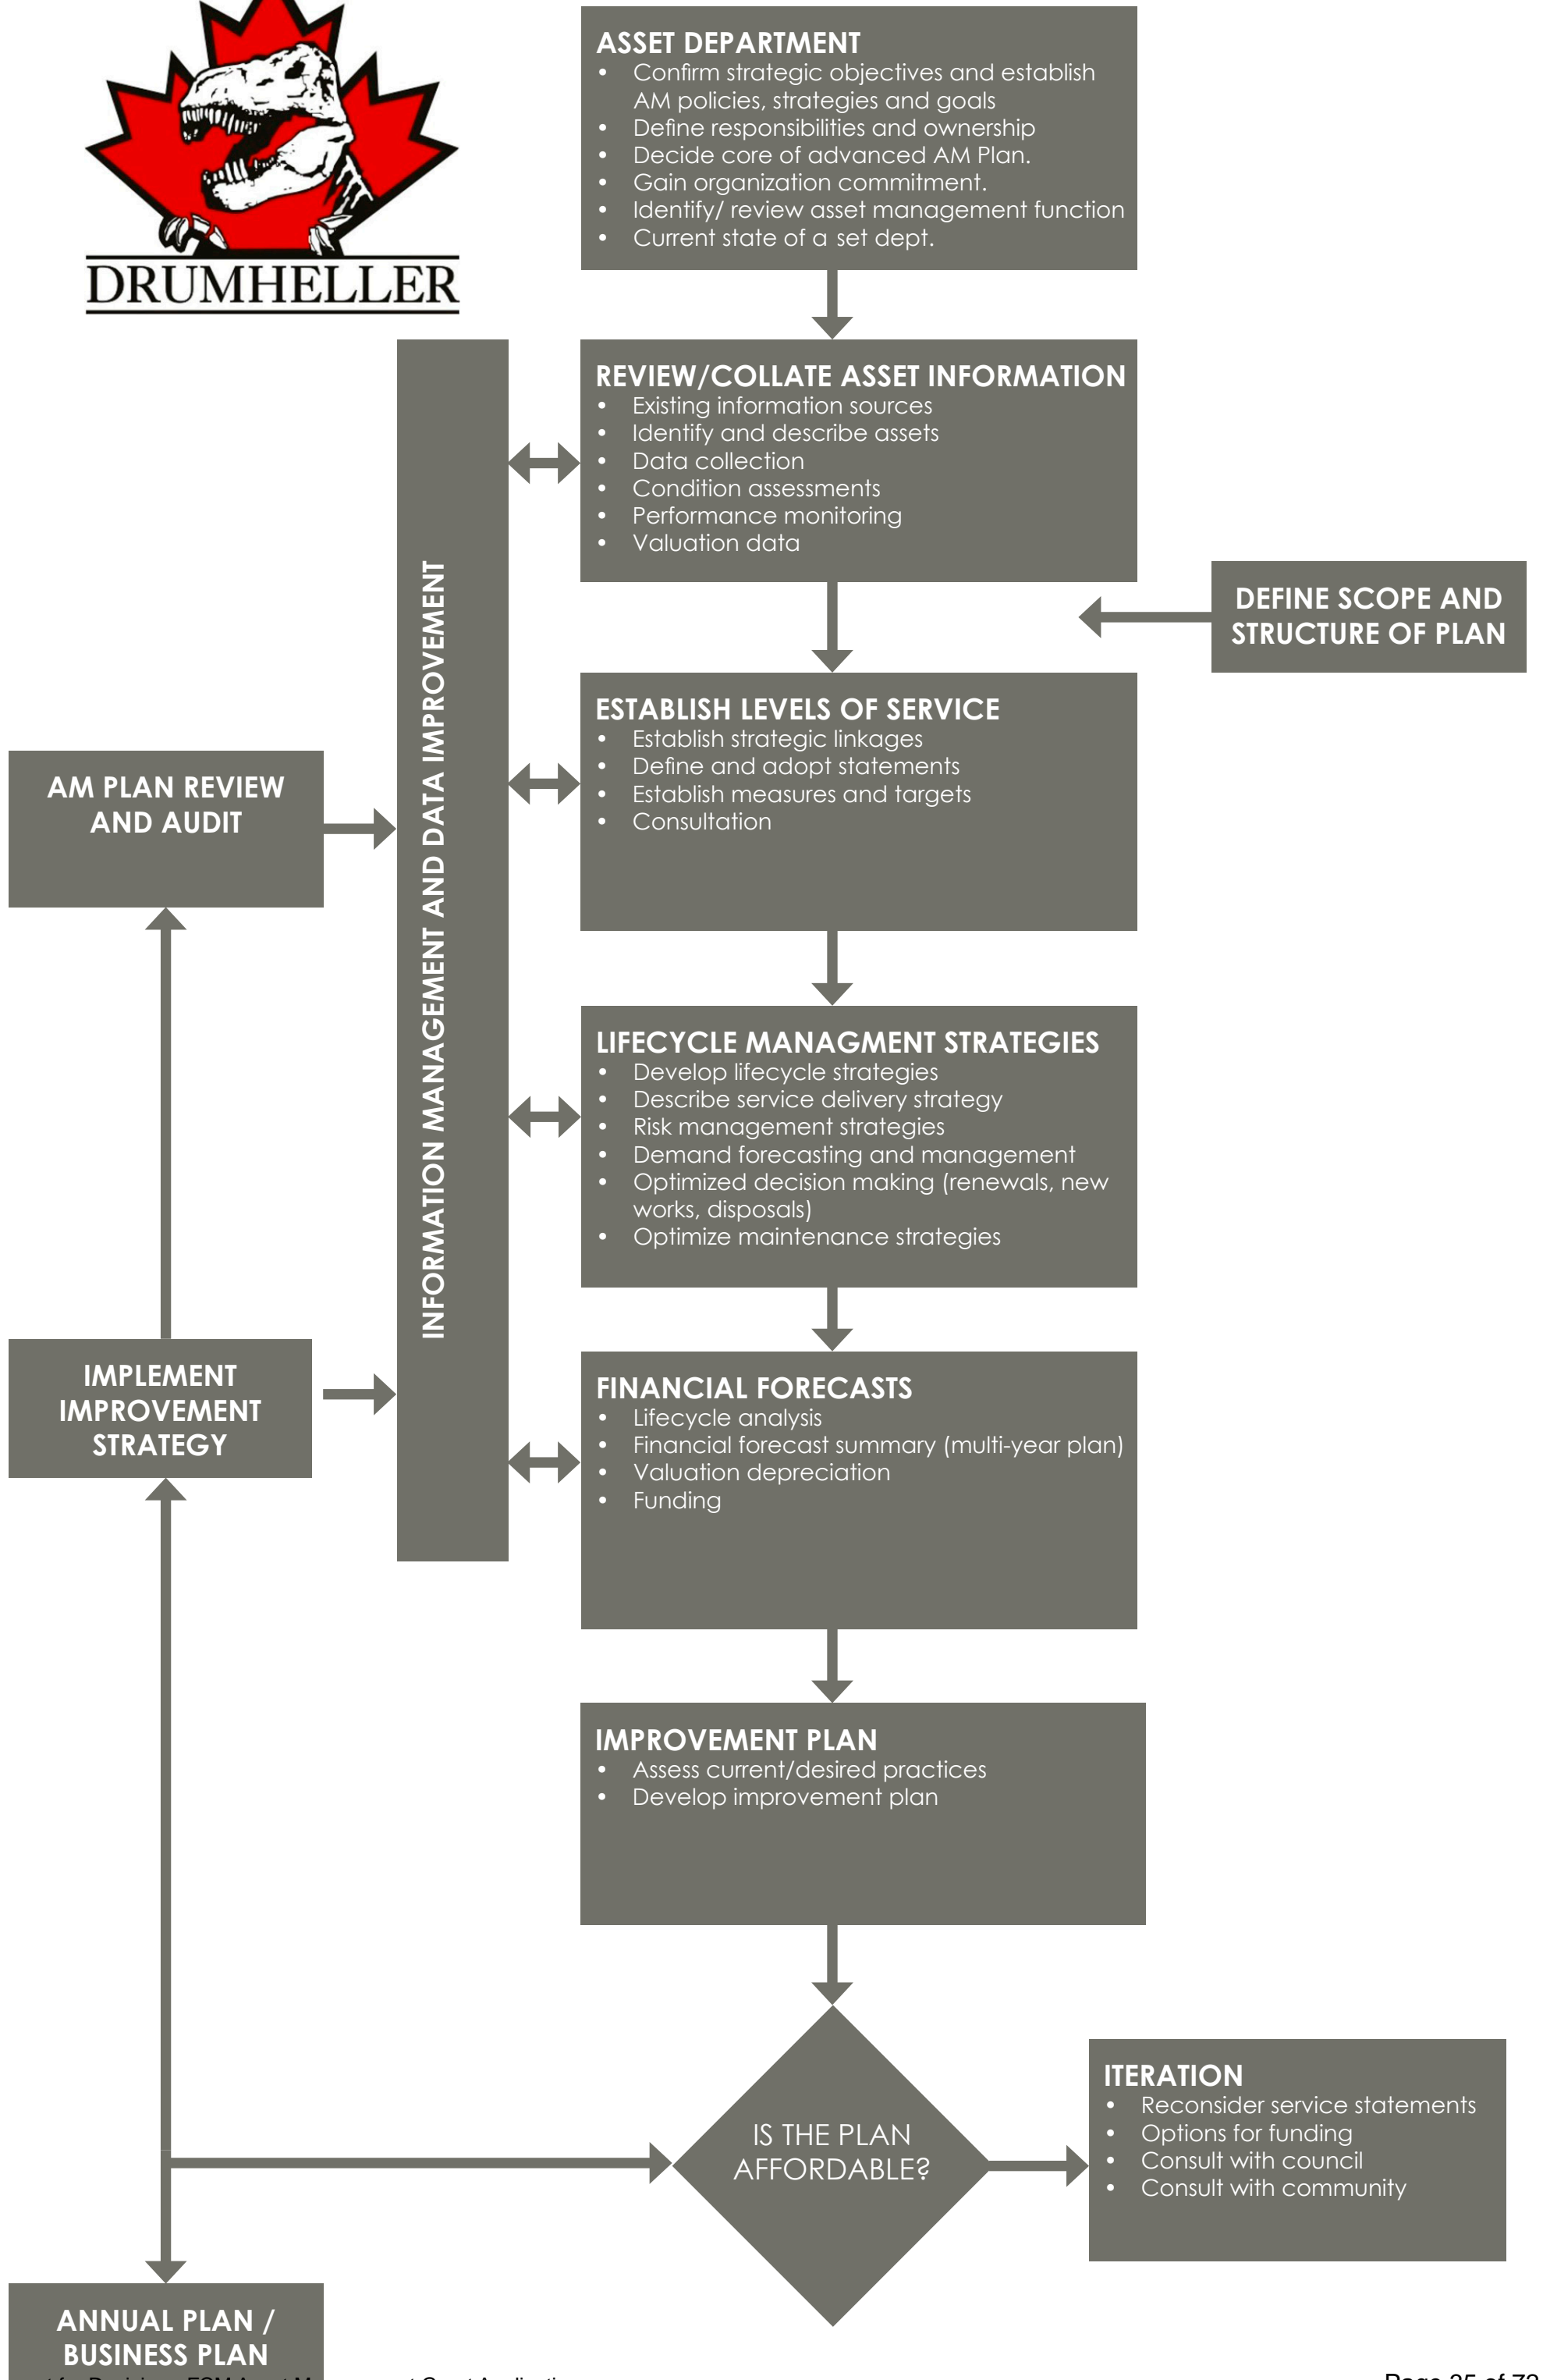 DRUMHELLER
ASSET DEPARTMENT
• Confirm strategic objectives and establish
AM policies, strategies and goals
• Define responsibilities and ownership
• Decide core of advanced AM Plan.
• Gain organization commitment.
• Identify/ review asset management function
• Current state of a set dept.
REVIEW/COLLATE ASSET INFORMATION
• Existing information sources
• Identify and describe assets
• Data collection
• Condition assessments
• Performance monitoring
• Valuation data
DEFINE SCOPE AND
STRUCTURE OF PLAN
INFORMATION MANAGEMENT AND DATA IMPROVEMENT
ESTABLISH LEVELS OF SERVICE
• Establish strategic linkages
• Define and adopt statements
• Establish measures and targets
• Consultation
AM PLAN REVIEW
AND AUDIT
LIFECYCLE MANAGMENT STRATEGIES
• Develop lifecycle strategies
• Describe service delivery strategy
• Risk management strategies
• Demand forecasting and management
• Optimized decision making (renewals, new
works, disposals)
• Optimize maintenance strategies
IMPLEMENT
IMPROVEMENT
STRATEGY
FINANCIAL FORECASTS
• Lifecycle analysis
• Financial forecast summary (multi-year plan)
• Valuation depreciation
• Funding
IMPROVEMENT PLAN
• Assess current/desired practices
• Develop improvement plan
IS THE PLAN
AFFORDABLE?
ITERATION
• Reconsider service statements
• Options for funding
• Consult with council
• Consult with community
ANNUAL PLAN /
BUSINESS PLAN
Page 35 of 73